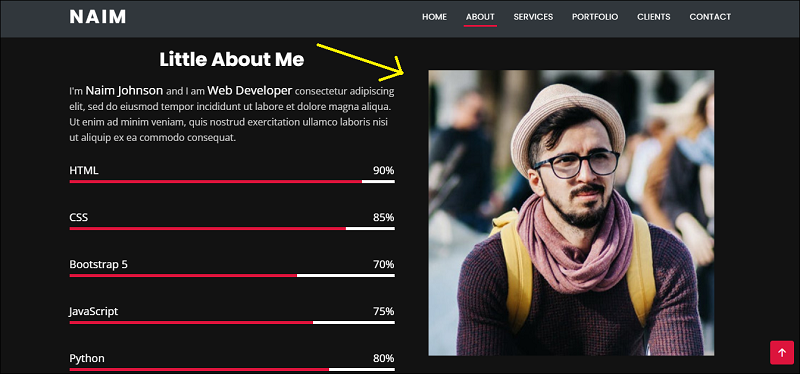 NAIM
HOME ABOUT SERVICES PORTFOLIO CLIENTS CONTACT
Little About Me
I'm Naim Johnson and I am Web Developer consectetur adipiscing
elit, sed do eiusmod tempor incididunt ut labore et dolore magna aliqua.
Ut enim ad minim veniam, quis nostrud exercitation ullamco laboris nisi
ut aliquip ex ea commodo consequat.
HTML 90%
CSS 85%
Bootstrap 5 70%
JavaScript 75%
Python 80%